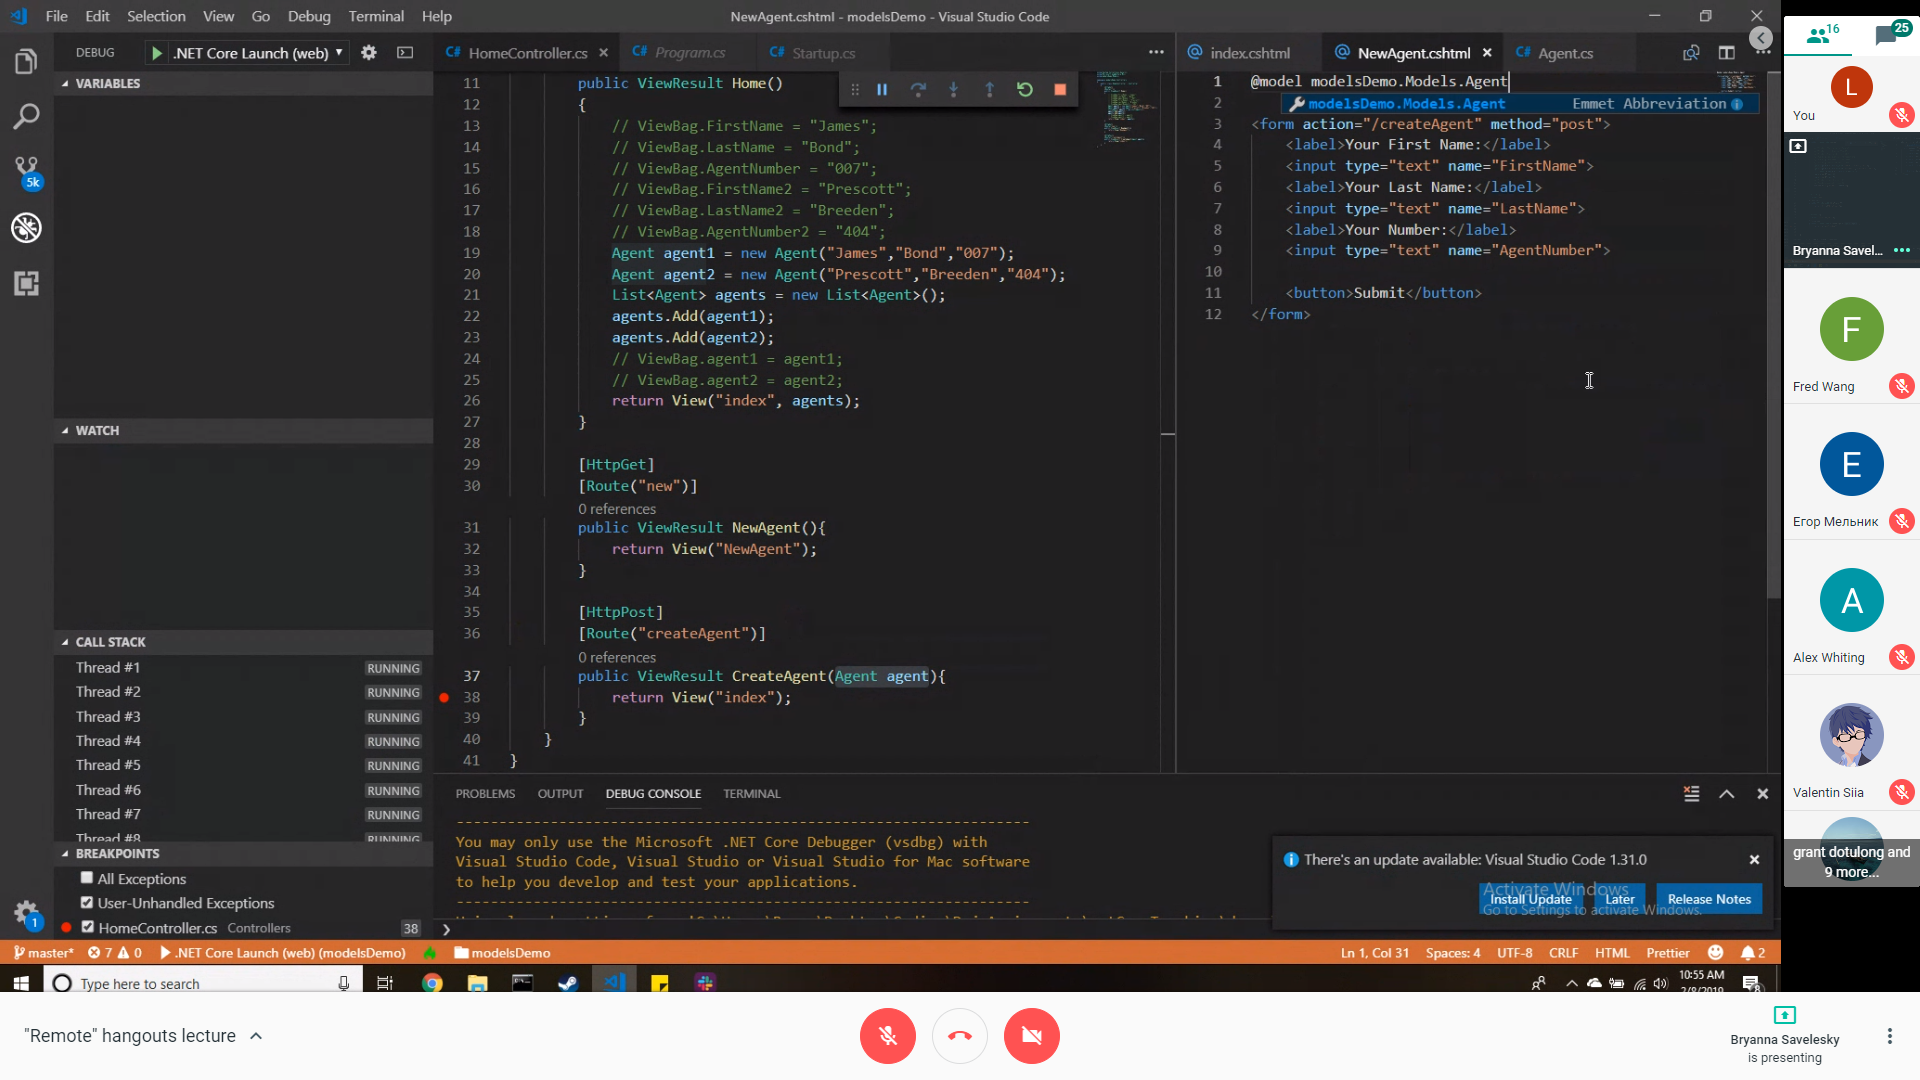 File Edit Selection View Go Debug Terminal Help
NewAgent.cshtml - modelsDemo - Visual Studio Code
DEBUG .NET Core Launch (web)
HomeController.cs Program.cs Startup.cs
index.cshtml NewAgent.cshtml Agent.cs
VARIABLES
WATCH
CALL STACK
Thread #1 RUNNING
Thread #2 RUNNING
Thread #3 RUNNING
Thread #4 RUNNING
Thread #5 RUNNING
Thread #6 RUNNING
Thread #7 RUNNING
Thread #8 RUNNING
BREAKPOINTS
All Exceptions
User-Unhandled Exceptions
HomeController.cs Controllers 38
5k
1
11 public ViewResult Home()
12 {
13 // ViewBag.FirstName = "James";
14 // ViewBag.LastName = "Bond";
15 // ViewBag.AgentNumber = "007";
16 // ViewBag.FirstName2 = "Prescott";
17 // ViewBag.LastName2 = "Breeden";
18 // ViewBag.AgentNumber2 = "404";
19 Agent agent1 = new Agent("James","Bond","007");
20 Agent agent2 = new Agent("Prescott","Breeden","404");
21 List<Agent> agents = new List<Agent>();
22 agents.Add(agent1);
23 agents.Add(agent2);
24 // ViewBag.agent1 = agent1;
25 // ViewBag.agent2 = agent2;
26 return View("index", agents);
27 }
28
29 [HttpGet]
30 [Route("new")]
0 references
31 public ViewResult NewAgent(){
32 return View("NewAgent");
33 }
34
35 [HttpPost]
36 [Route("createAgent")]
0 references
37 public ViewResult CreateAgent(Agent agent){
38 return View("index");
39 }
40 }
41 }
1 @model modelsDemo.Models.Agent
2 modelsDemo.Models.Agent Emmet Abbreviation
3 <form action="/createAgent" method="post">
4 <label>Your First Name:</label>
5 <input type="text" name="FirstName">
6 <label>Your Last Name:</label>
7 <input type="text" name="LastName">
8 <label>Your Number:</label>
9 <input type="text" name="AgentNumber">
10
11 <button>Submit</button>
12 </form>
PROBLEMS OUTPUT DEBUG CONSOLE TERMINAL
You may only use the Microsoft .NET Core Debugger (vsdbg) with
Visual Studio Code, Visual Studio or Visual Studio for Mac software
to help you develop and test your applications.
There's an update available: Visual Studio Code 1.31.0
Install Update Later Release Notes
Activate Windows
Go to Settings to activate Windows.
master* 7 0 .NET Core Launch (web) (modelsDemo) modelsDemo
Ln 1, Col 31 Spaces: 4 UTF-8 CRLF HTML Prettier 2
Type here to search
10:55 AM
2/8/2019
16 25
L
You
Bryanna Savel...
F
Fred Wang
E
Егор Мельник
A
Alex Whiting
Valentin Siia
grant dotulong and
9 more...
"Remote" hangouts lecture
Bryanna Savelesky
is presenting